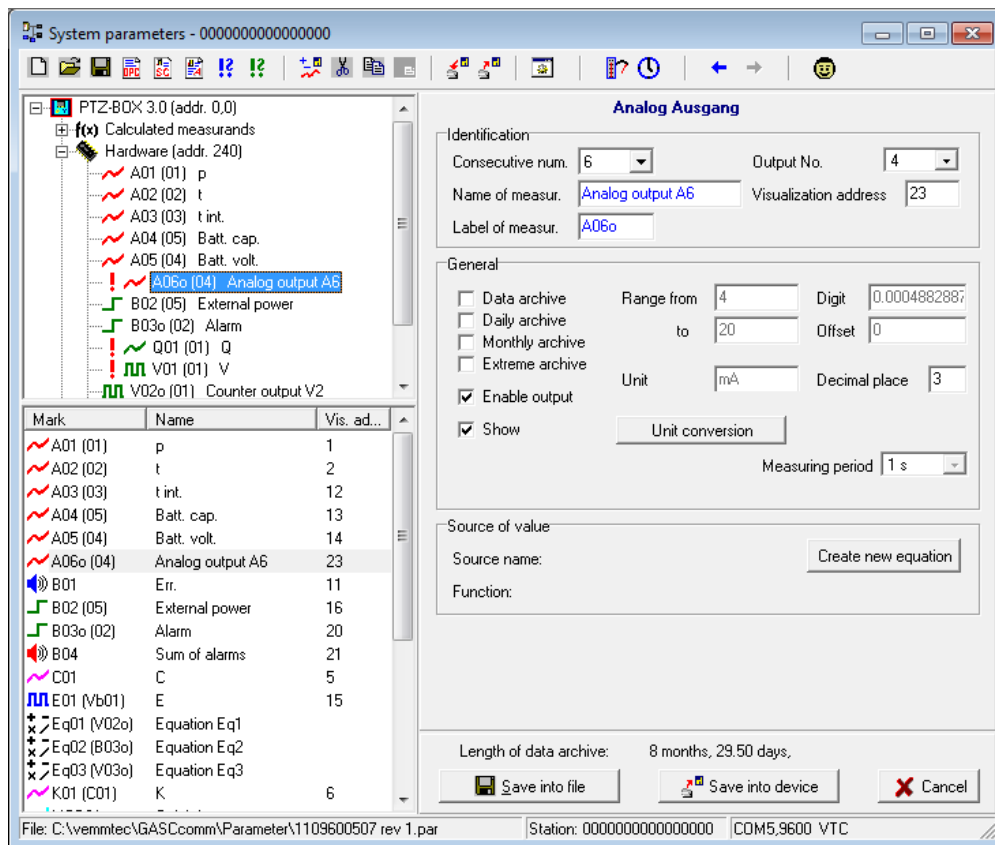 System parameters - 0000000000000000
PTZ-BOX 3.0 (addr. 0,0)
f(x) Calculated measurands
Hardware (addr. 240)
A01 (01) p
A02 (02) t
A03 (03) t int.
A04 (05) Batt. cap.
A05 (04) Batt. volt.
A06o (04) Analog output A6
B02 (05) External power
B03o (02) Alarm
Q01 (01) Q
V01 (01) V
V02o (01) Counter output V2
Mark Name Vis. ad...
A01 (01) p 1
A02 (02) t 2
A03 (03) t int. 12
A04 (05) Batt. cap. 13
A05 (04) Batt. volt. 14
A06o (04) Analog output A6 23
B01 Err. 11
B02 (05) External power 16
B03o (02) Alarm 20
B04 Sum of alarms 21
C01 C 5
E01 (Vb01) E 15
Eq01 (V02o) Equation Eq1
Eq02 (B03o) Equation Eq2
Eq03 (V03o) Equation Eq3
K01 (C01) K 6
Analog Ausgang
Identification
Consecutive num. 6 Output No. 4
Name of measur. Analog output A6 Visualization address 23
Label of measur. A06o
General
Data archive Range from 4 Digit 0.0004882887
Daily archive
to 20 Offset 0
Monthly archive
Extreme archive
Unit mA Decimal place 3
Enable output
Show Unit conversion
Measuring period 1 s
Source of value
Source name: Create new equation
Function:
Length of data archive: 8 months, 29.50 days,
Save into file Save into device Cancel
File: C:\vemmtec\GASCcomm\Parameter\1109600507 rev 1.par Station: 0000000000000000 COM5,9600 VTC